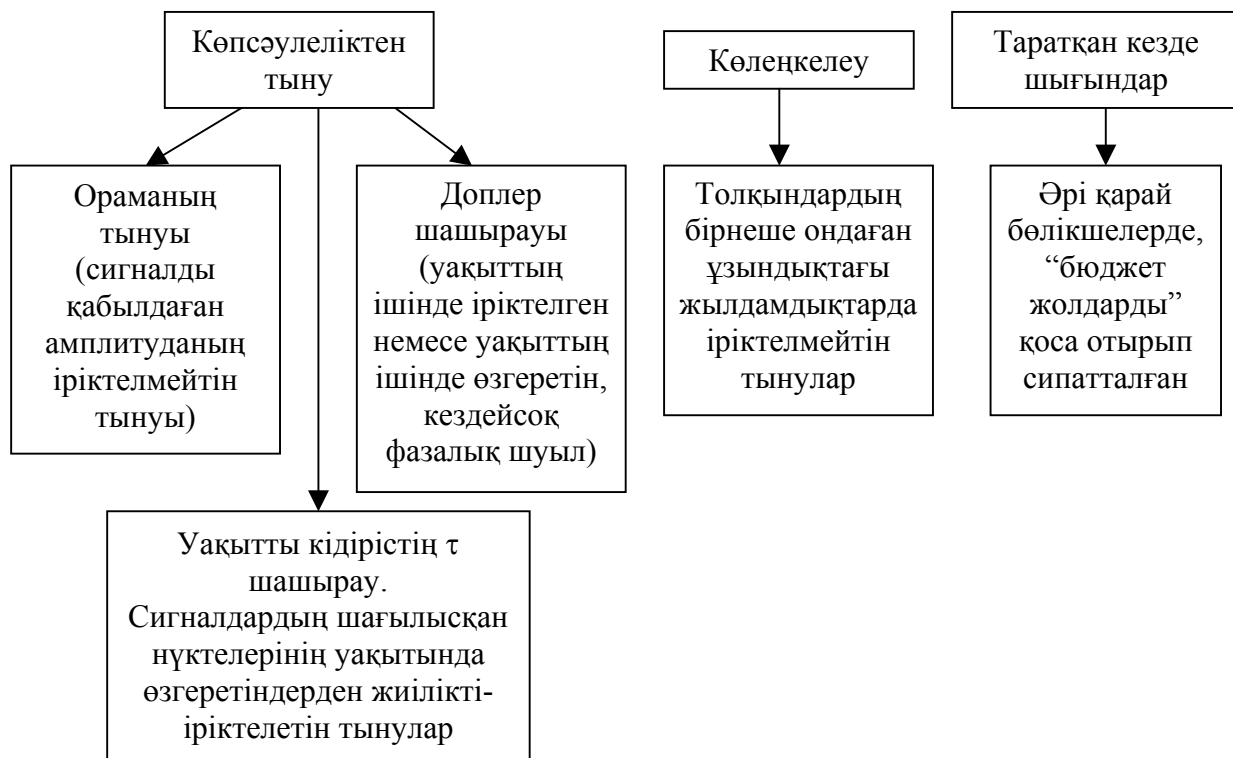 Көпсәулеліктен
тыну
Көлеңкелеу
Таратқан кезде
шығындар
Ораманың
тынуы
(сигналды
қабылдаған
амплитуданың
іріктелмейтін
тынуы)
Доплер
шашырауы
(уақыттың
ішінде іріктелген
немесе уақыттың
ішінде өзгеретін,
кездейсоқ
фазалық шуыл)
Толқындардың
бірнеше ондаған
ұзындықтағы
жылдамдықтарда
іріктелмейтін
тынулар
Әрі қарай
бөлікшелерде,
“бюджет
жолдарды”
қоса отырып
сипатталған
Уақытты кідірістің τ
шашырау.
Сигналдардың шағылысқан
нүктелерінің уақытында
өзгеретіндерден жиілікті-
іріктелетін тынулар